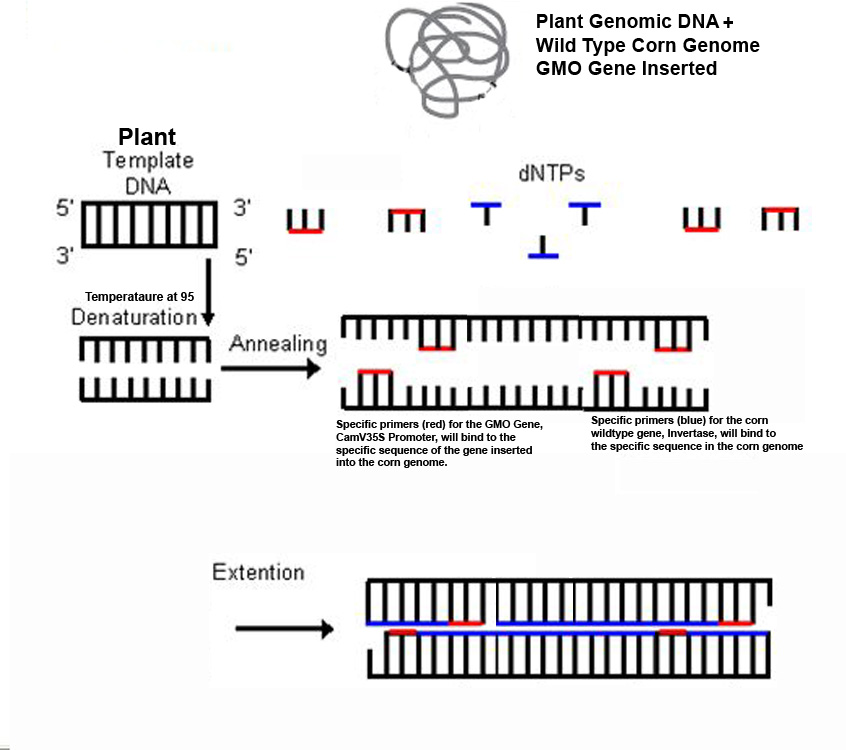 Plant Genomic DNA +
Wild Type Corn Genome
GMO Gene Inserted
Plant
Template
DNA
dNTPs
5'
3'
3'
5'
Temperataure at 95
Denaturation
Annealing
Specific primers (red) for the GMO Gene,
CamV35S Promoter, will bind to the
specific sequence of the gene inserted
into the corn genome.
Specific primers (blue) for the corn
wildtype gene, Invertase, will bind to
the specific sequence in the corn genome
Extention